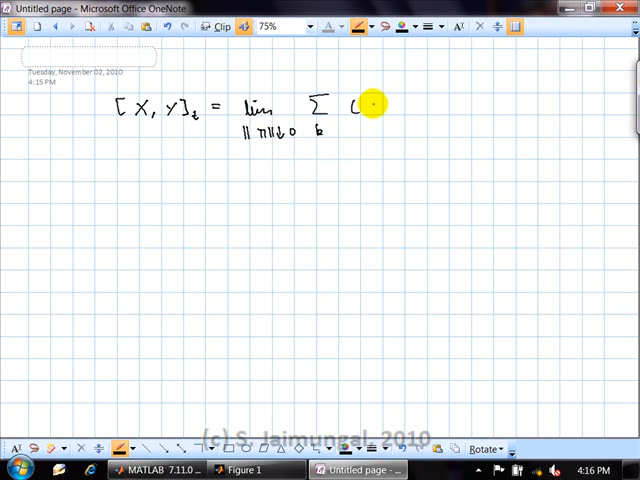 Untitled page - Microsoft Office OneNote
75%
Clip
Tuesday, November 02, 2010
4:15 PM
[X, Y]_t = lim Σ (
||π||↓0 k
(c) S. Jaimungal, 2010
Rotate
MATLAB 7.11.0
Figure 1
Untitled page - ...
4:16 PM